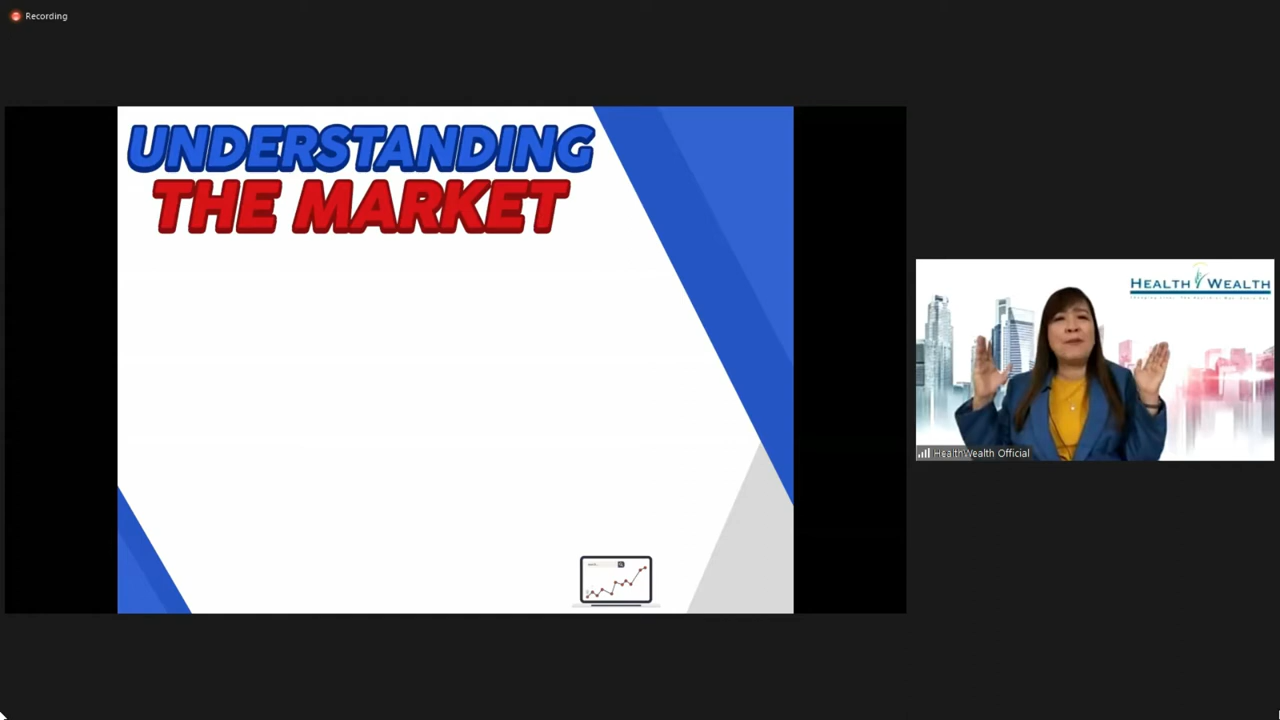 Recording
UNDERSTANDING
THE MARKET
HEALTH WEALTH
HealthWealth Official